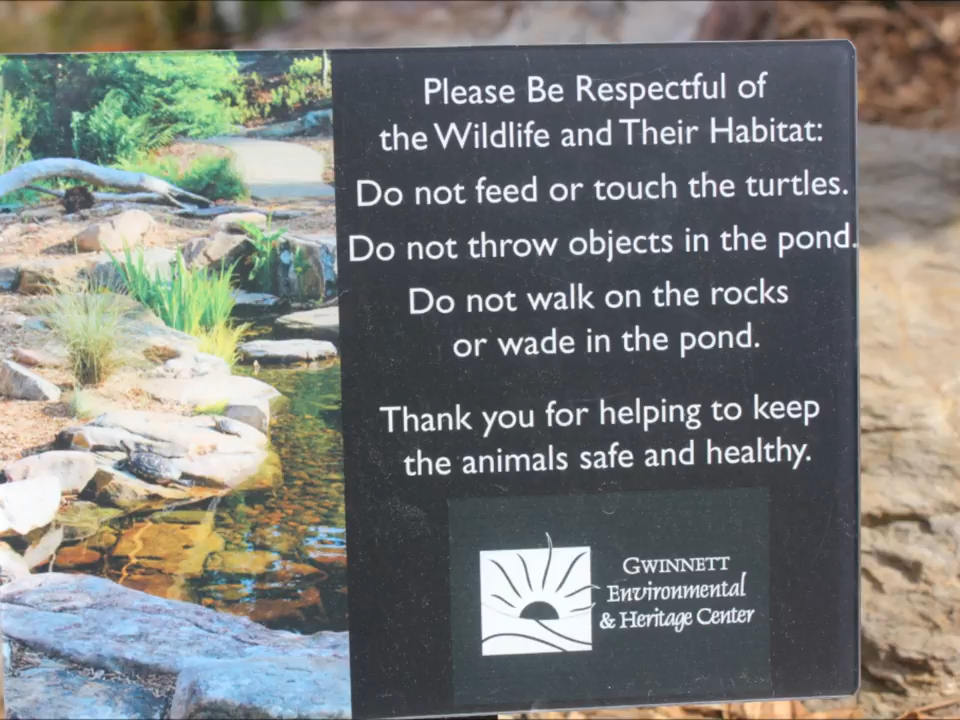 Please Be Respectful of
the Wildlife and Their Habitat:
Do not feed or touch the turtles.
Do not throw objects in the pond.
Do not walk on the rocks
or wade in the pond.
Thank you for helping to keep
the animals safe and healthy.
GWINNETT
Environmental
& Heritage Center